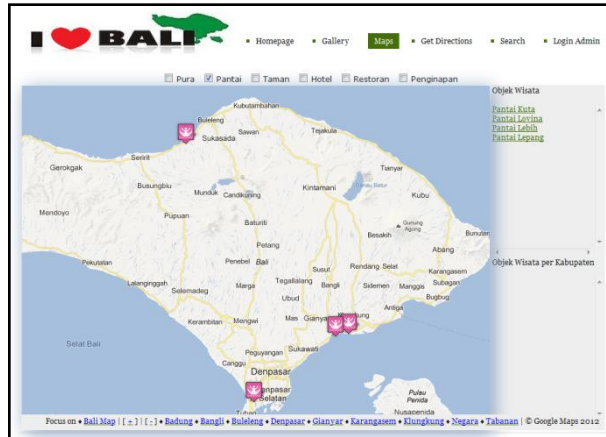 I BALI
Homepage Gallery Maps Get Directions Search Login Admin
Pura Pantai Taman Hotel Restoran Penginapan
Objek Wisata
Pantai Kuta
Pantai Lovina
Pantai Lebih
Pantai Lepang
Objek Wisata per Kabupaten
Kubutambahan
Buleleng
Sawan
Tejakula
Sukasada
Seririt
Gerokgak
Tianyar
Busungbiu
Munduk
Candikuning
Kintamani
Kubu
Mendoyo
Pupuan
Baturiti
Gunung
Agung
Besakih
Petang
Abang
Pekutatan
Penebel
Bali
Susut
Rendang
Selat
Karangasem
Lalanglinggah
Selemadeg
Marga
Tegallalang
Bangli
Sidemen
Manggis
Subagan
Ubud
Bugbug
Antiga
Kerambitan
Mengwi
Mas
Sukawati
Peguyangan
Selat Bali
Canggu
Denpasar
Selatan
Pulau
Penida
Nusapenida
Focus on Bali Map | [ + ] | [ - ] Badung Bangli Buleleng Denpasar Gianyar Karangasem Klungkung Negara Tabanan | © Google Maps 2012